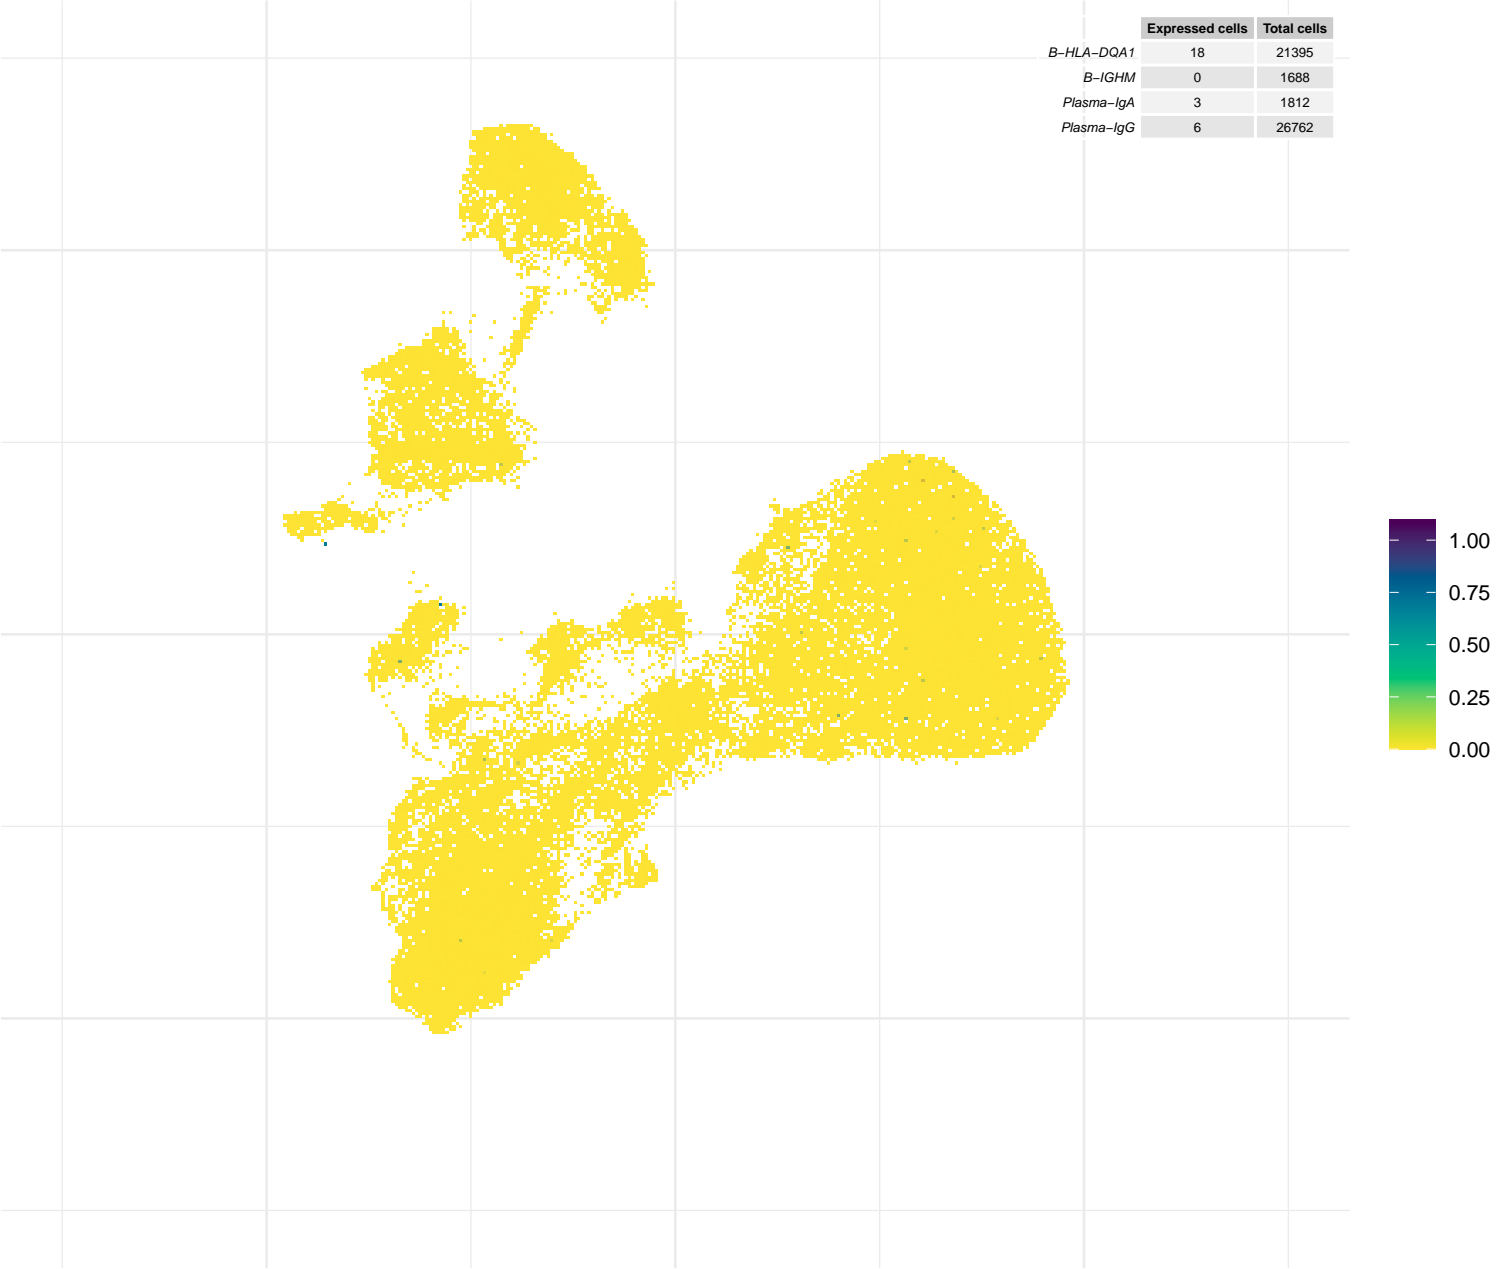 Expressed cells Total cells
B−HLA−DQA1 18 21395
B−IGHM 0 1688
Plasma−IgA 3 1812
Plasma−IgG 6 26762
1.00
0.75
0.50
0.25
0.00